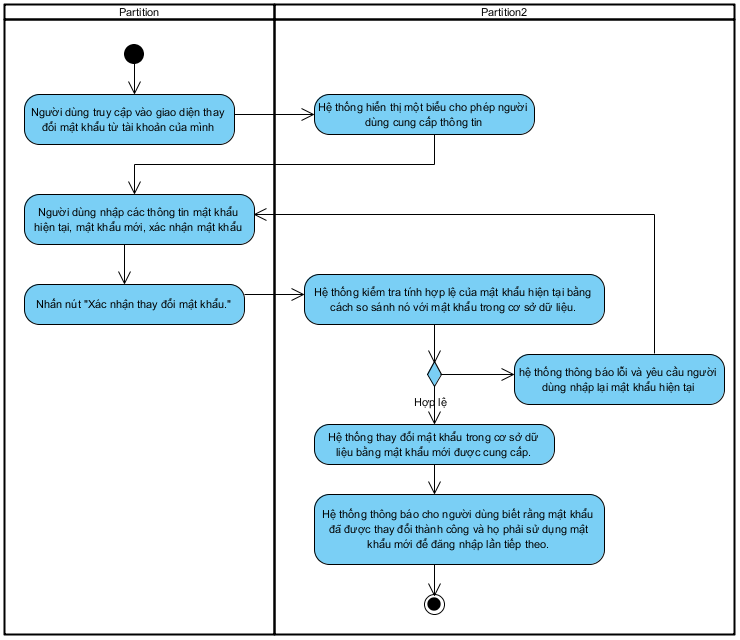 Partition
Partition2
Người dùng truy cập vào giao diện thay
đổi mật khẩu từ tài khoản của mình
Hệ thống hiển thị một biểu cho phép người
dùng cung cấp thông tin
Người dùng nhập các thông tin mật khẩu
hiện tại, mật khẩu mới, xác nhận mật khẩu
Nhấn nút "Xác nhận thay đổi mật khẩu."
Hệ thống kiểm tra tính hợp lệ của mật khẩu hiện tại bằng
cách so sánh nó với mật khẩu trong cơ sở dữ liệu.
hệ thống thông báo lỗi và yêu cầu người
dùng nhập lại mật khẩu hiện tại
Hợp lệ
Hệ thống thay đổi mật khẩu trong cơ sở dữ
liệu bằng mật khẩu mới được cung cấp.
Hệ thống thông báo cho người dùng biết rằng mật khẩu
đã được thay đổi thành công và họ phải sử dụng mật
khẩu mới để đăng nhập lần tiếp theo.